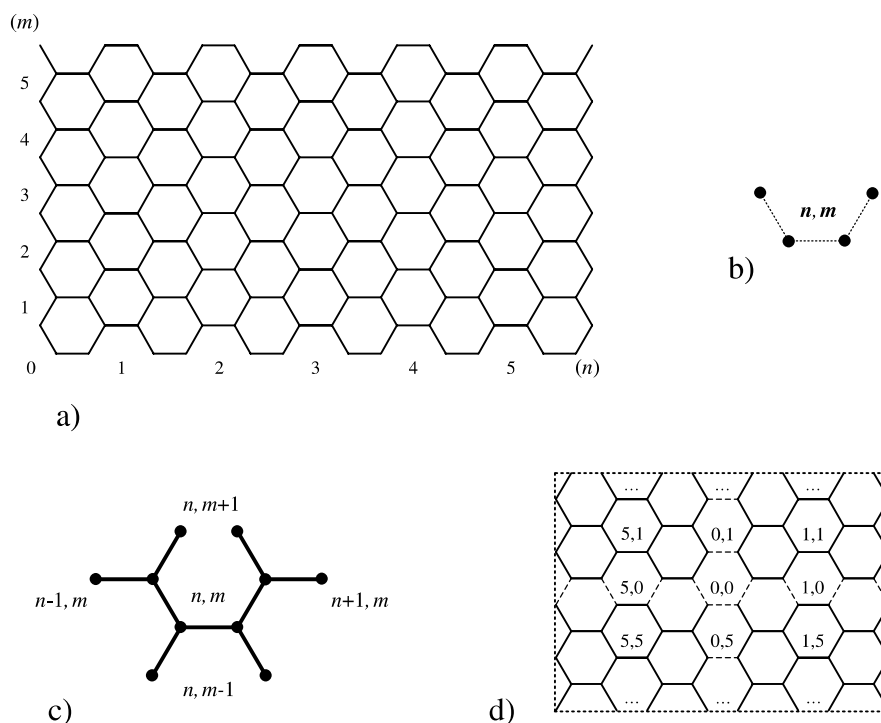 (m)
5
4
3
2
1
0 1 2 3 4 5 (n)
a)
n, m
b)
n, m+1
n-1, m n, m n+1, m
n, m-1
c)
... ... ...
5,1 0,1 1,1
5,0 0,0 1,0
5,5 0,5 1,5
... ... ...
d)